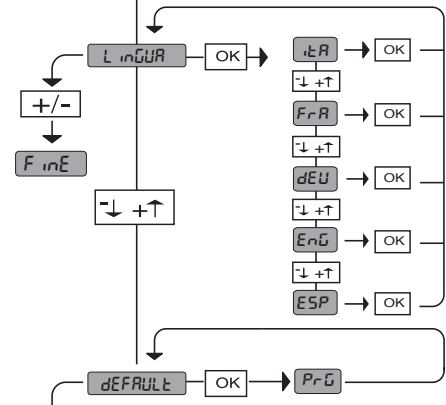 LinGUA OK
itA OK
-↓ +↑
+/-
FrA OK
-↓ +↑
FinE
dEU OK
-↓ +↑
-↓ +↑
EnG OK
-↓ +↑
ESP OK
dEFAULt OK PrG